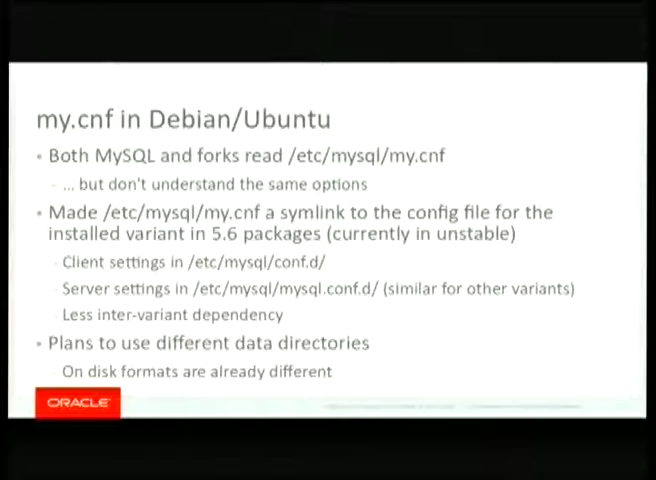 my.cnf in Debian/Ubuntu
• Both MySQL and forks read /etc/mysql/my.cnf
- ... but don't understand the same options
• Made /etc/mysql/my.cnf a symlink to the config file for the
installed variant in 5.6 packages (currently in unstable)
- Client settings in /etc/mysql/conf.d/
- Server settings in /etc/mysql/mysql.conf.d/ (similar for other variants)
- Less inter-variant dependency
• Plans to use different data directories
- On disk formats are already different
ORACLE